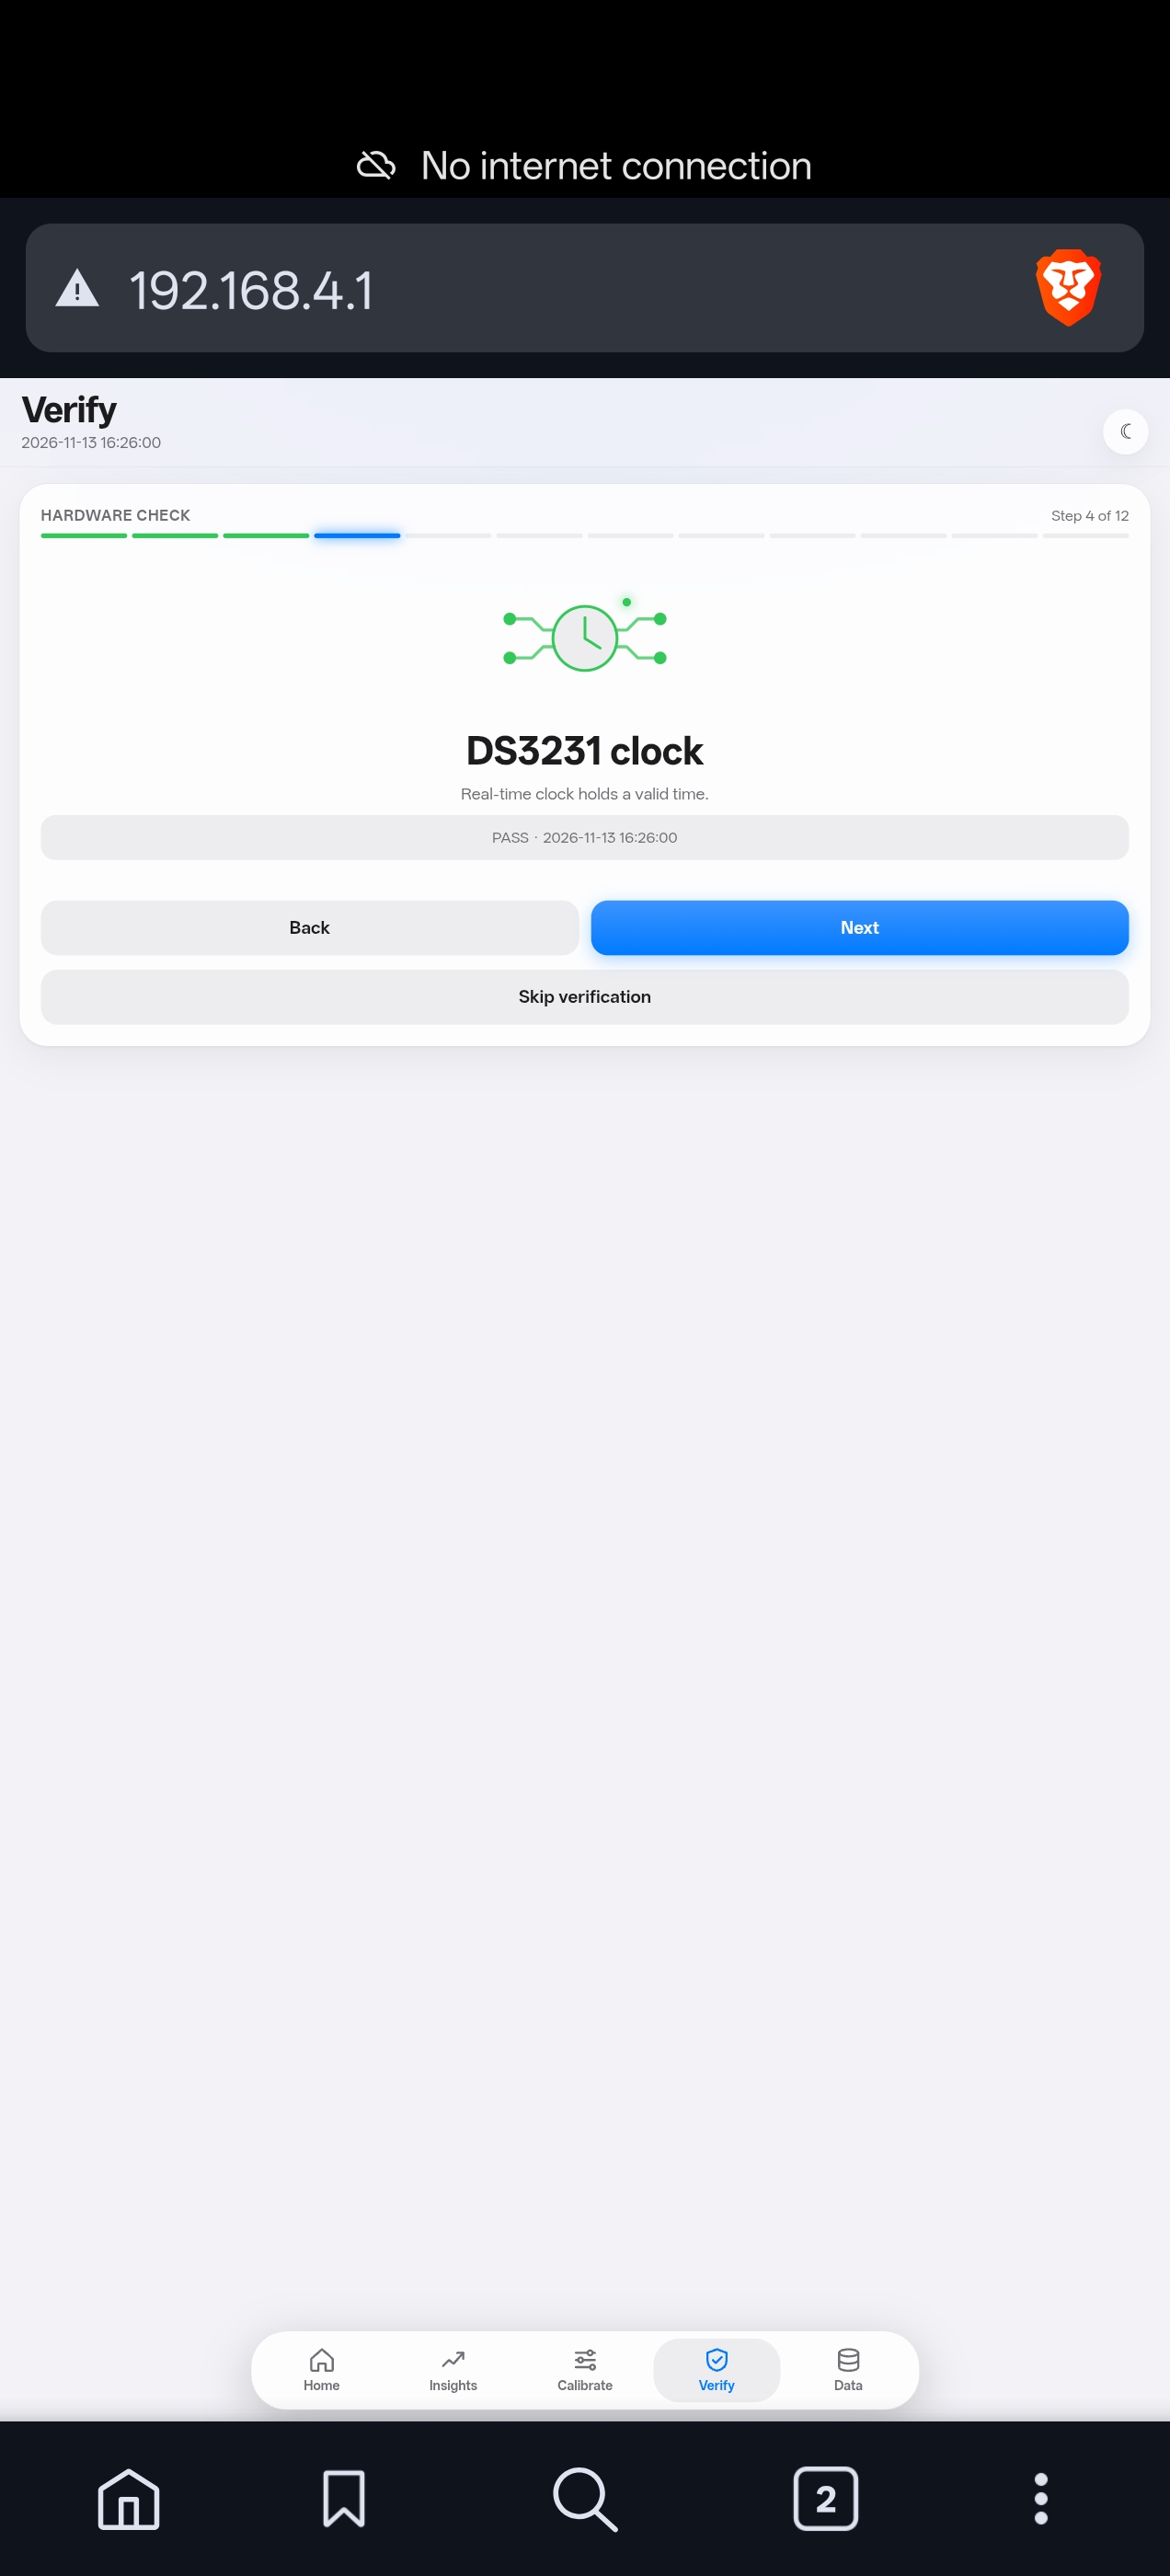 No internet connection
192.168.4.1
Verify
2026-11-13 16:26:00
HARDWARE CHECK
Step 4 of 12
DS3231 clock
Real-time clock holds a valid time.
PASS · 2026-11-13 16:26:00
Back
Next
Skip verification
Home
Insights
Calibrate
Verify
Data
2